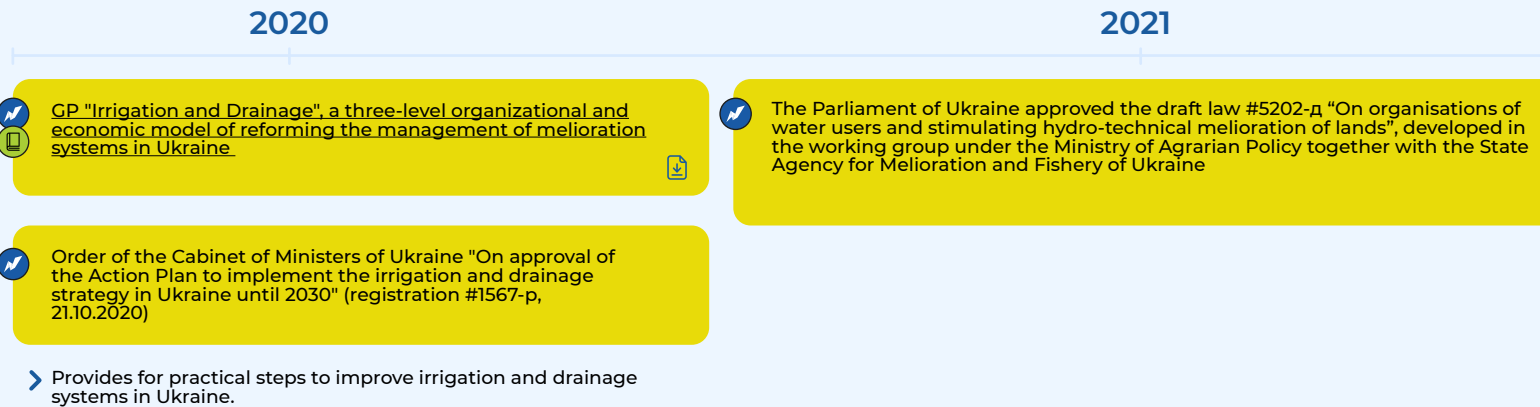 2020
2021
GP "Irrigation and Drainage", a three-level organizational and
economic model of reforming the management of melioration
systems in Ukraine
The Parliament of Ukraine approved the draft law #5202-д “On organisations of
water users and stimulating hydro-technical melioration of lands”, developed in
the working group under the Ministry of Agrarian Policy together with the State
Agency for Melioration and Fishery of Ukraine
Order of the Cabinet of Ministers of Ukraine "On approval of
the Action Plan to implement the irrigation and drainage
strategy in Ukraine until 2030" (registration #1567-p,
21.10.2020)
Provides for practical steps to improve irrigation and drainage
systems in Ukraine.